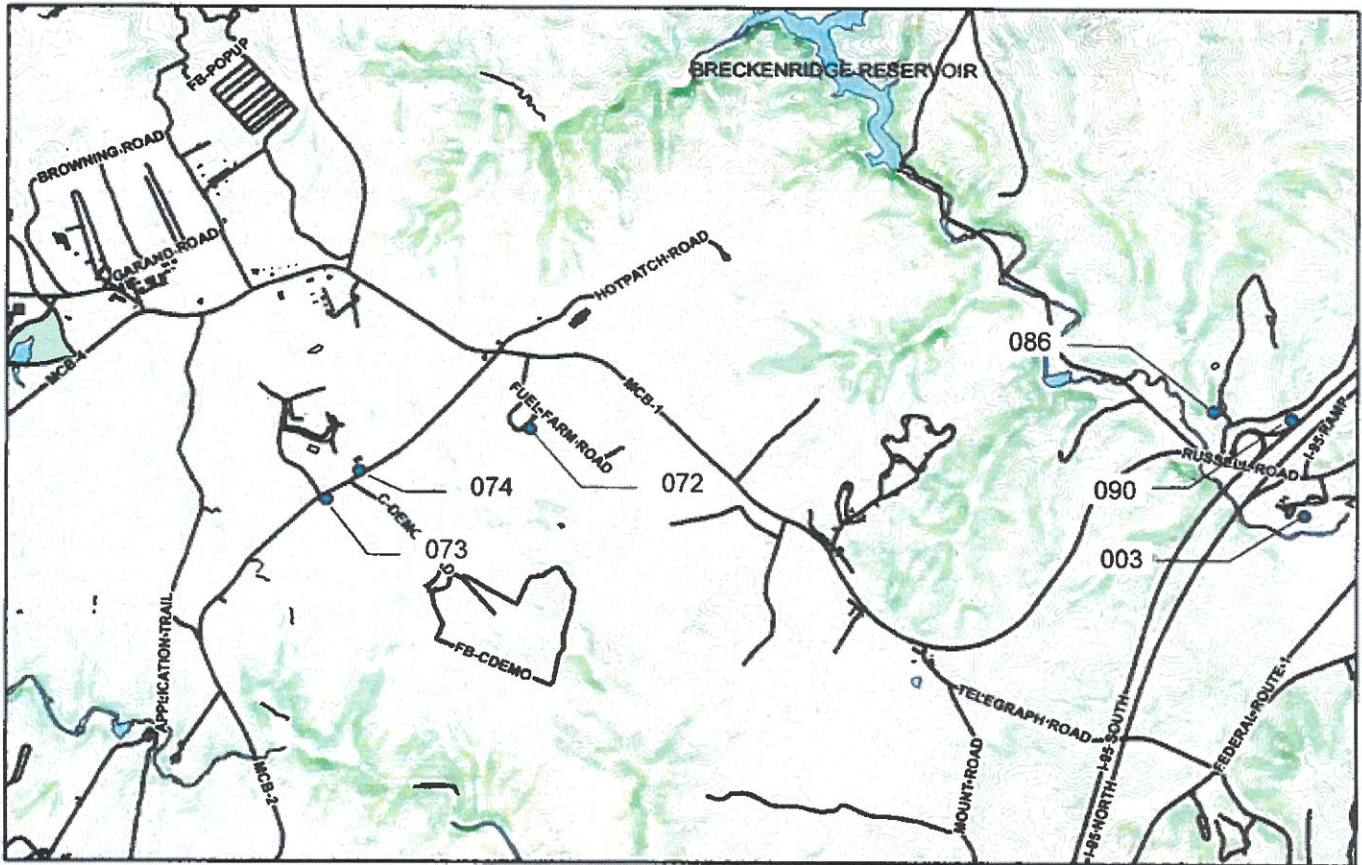 FB-POPUP
BRECKENRIDGE RESERVOIR
BROWNING ROAD
GARAND ROAD
HOTPATCH ROAD
MCB-4
MCB-1
086
FUEL FARM ROAD
I-95 RAMP
RUSSELL ROAD
074
072
090
C-DEMO
073
003
APPLICATION TRAIL
FB-CDEMO
TELEGRAPH ROAD
FEDERAL ROUTE 1
I-95 SOUTH
MCB-2
MOUNT ROAD
I-95 NORTH